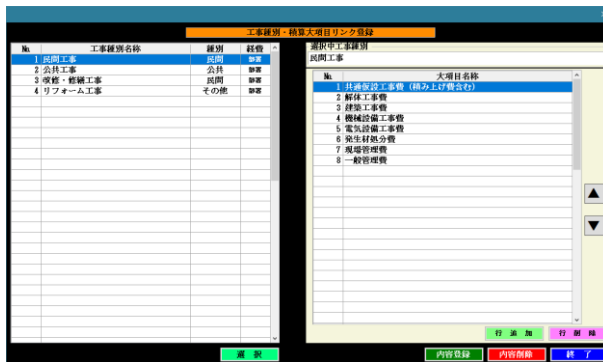 工事種別・積算大項目リンク登録
№ 工事種別名称 種別 経費
1 民間工事 民間
2 公共工事 公共
3 改修・修繕工事 民間
4 リフォーム工事 その他
選択中工事種別
民間工事
№ 大項目名称
1 共通仮設工事費（積み上げ費含む）
2 解体工事費
3 建築工事費
4 機械設備工事費
5 電気設備工事費
6 発生材処分費
7 現場管理費
8 一般管理費
▲
▼
行追加 行削除
選択 内容登録 内容削除 終了